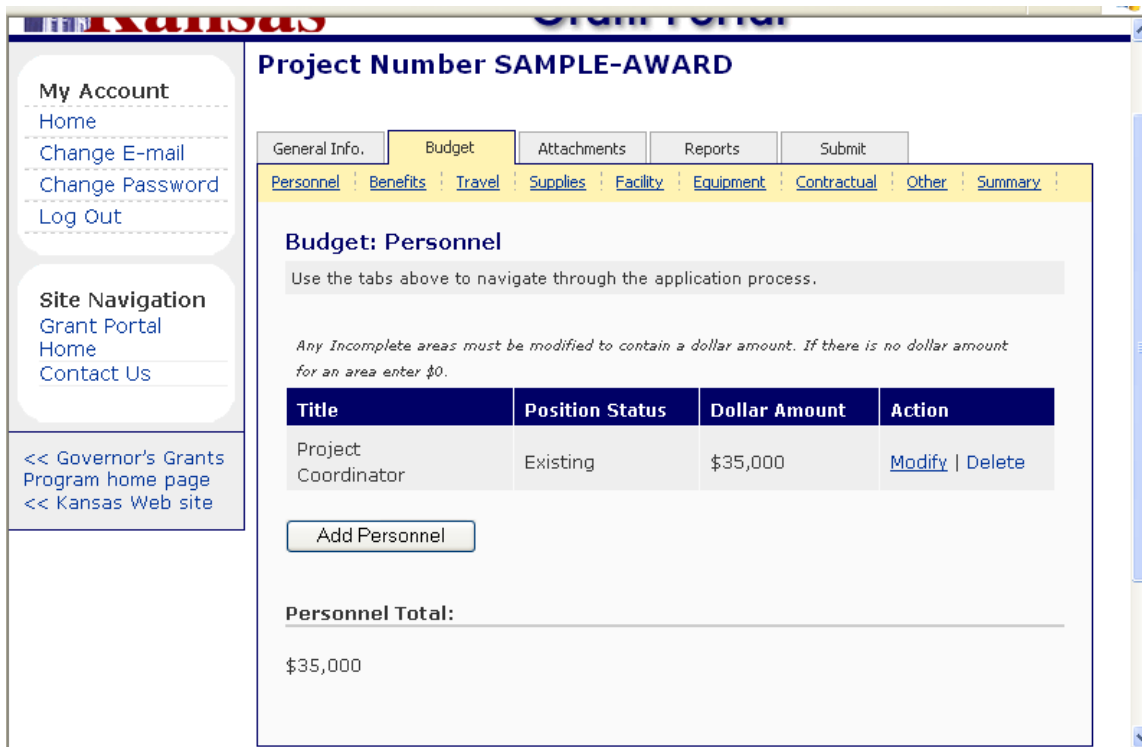 Kansas
Grant Portal
Project Number SAMPLE-AWARD
My Account
Home
Change E-mail
Change Password
Log Out
Site Navigation
Grant Portal
Home
Contact Us
<< Governor's Grants
Program home page
<< Kansas Web site
General Info. Budget Attachments Reports Submit
Personnel Benefits Travel Supplies Facility Equipment Contractual Other Summary
Budget: Personnel
Use the tabs above to navigate through the application process.
Any Incomplete areas must be modified to contain a dollar amount. If there is no dollar amount
for an area enter $0.
Title Position Status Dollar Amount Action
Project
Coordinator Existing $35,000 Modify | Delete
Add Personnel
Personnel Total:
$35,000